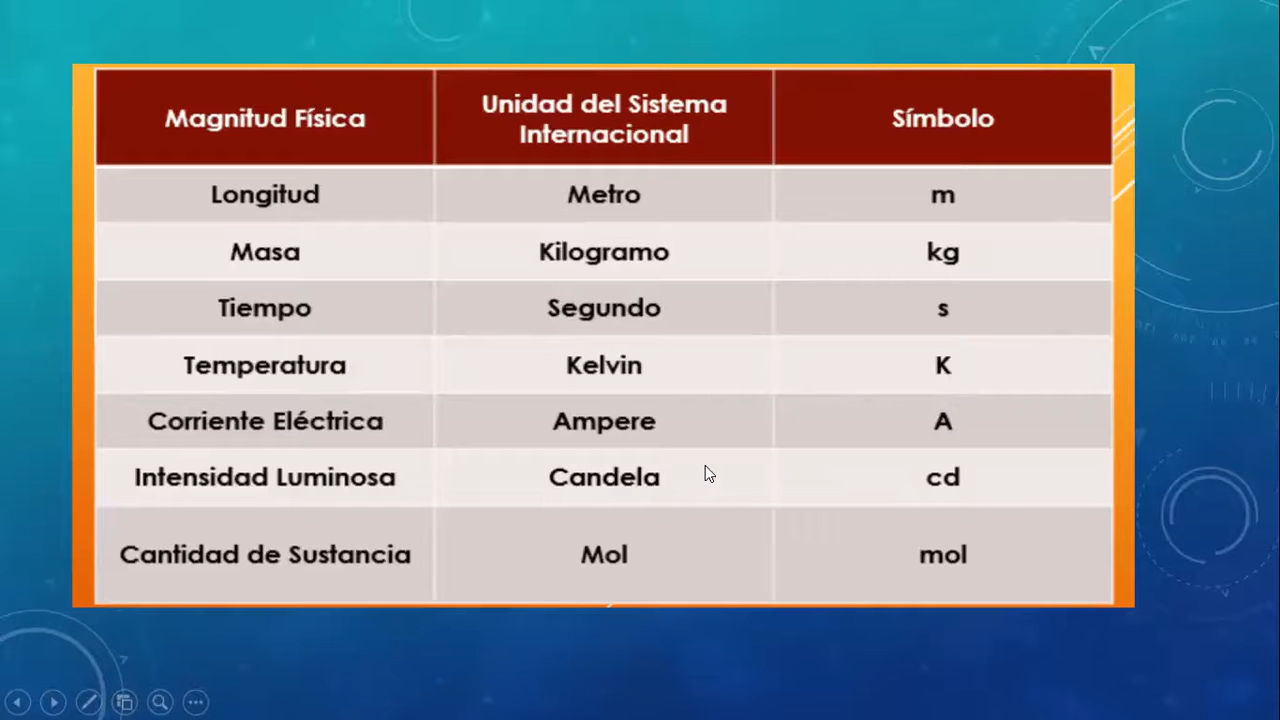 Magnitud Física
Unidad del Sistema
Internacional
Símbolo
Longitud
Metro
m
Masa
Kilogramo
kg
Tiempo
Segundo
s
Temperatura
Kelvin
K
Corriente Eléctrica
Ampere
A
Intensidad Luminosa
Candela
cd
Cantidad de Sustancia
Mol
mol